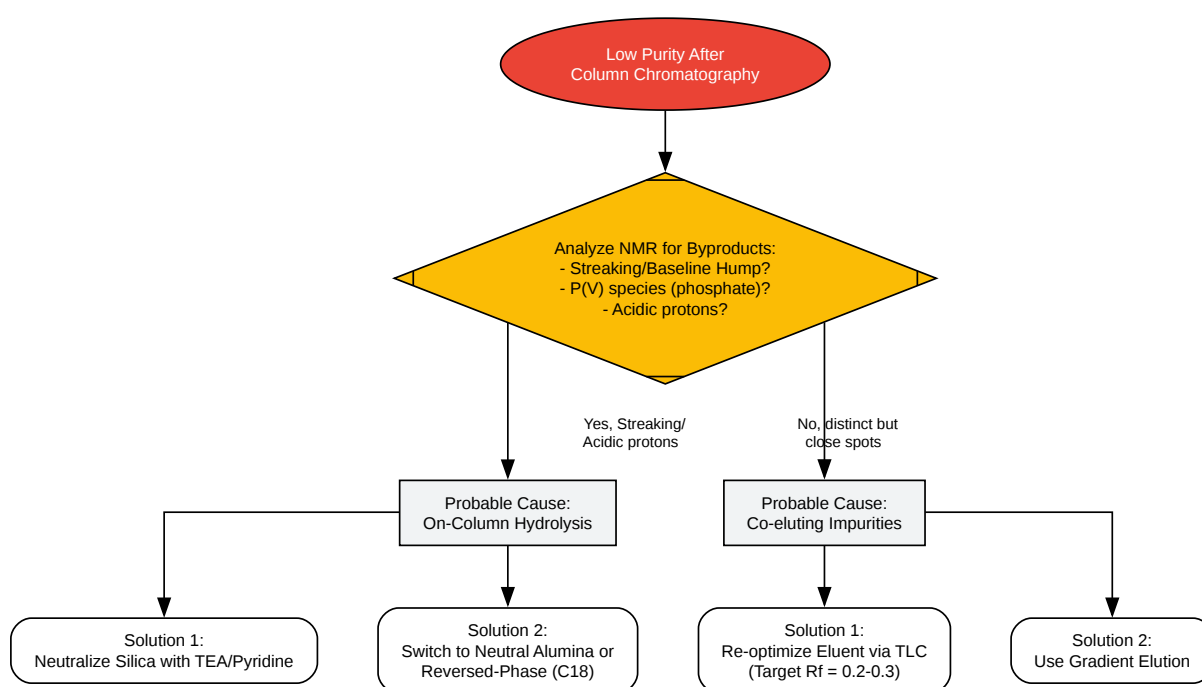 Low Purity After
Column Chromatography
Analyze NMR for Byproducts:
- Streaking/Baseline Hump?
- P(V) species (phosphate)?
- Acidic protons?
Yes, Streaking/
Acidic protons
No, distinct but
close spots
Probable Cause:
On-Column Hydrolysis
Probable Cause:
Co-eluting Impurities
Solution 1:
Neutralize Silica with TEA/Pyridine
Solution 2:
Switch to Neutral Alumina or
Reversed-Phase (C18)
Solution 1:
Re-optimize Eluent via TLC
(Target Rf = 0.2-0.3)
Solution 2:
Use Gradient Elution